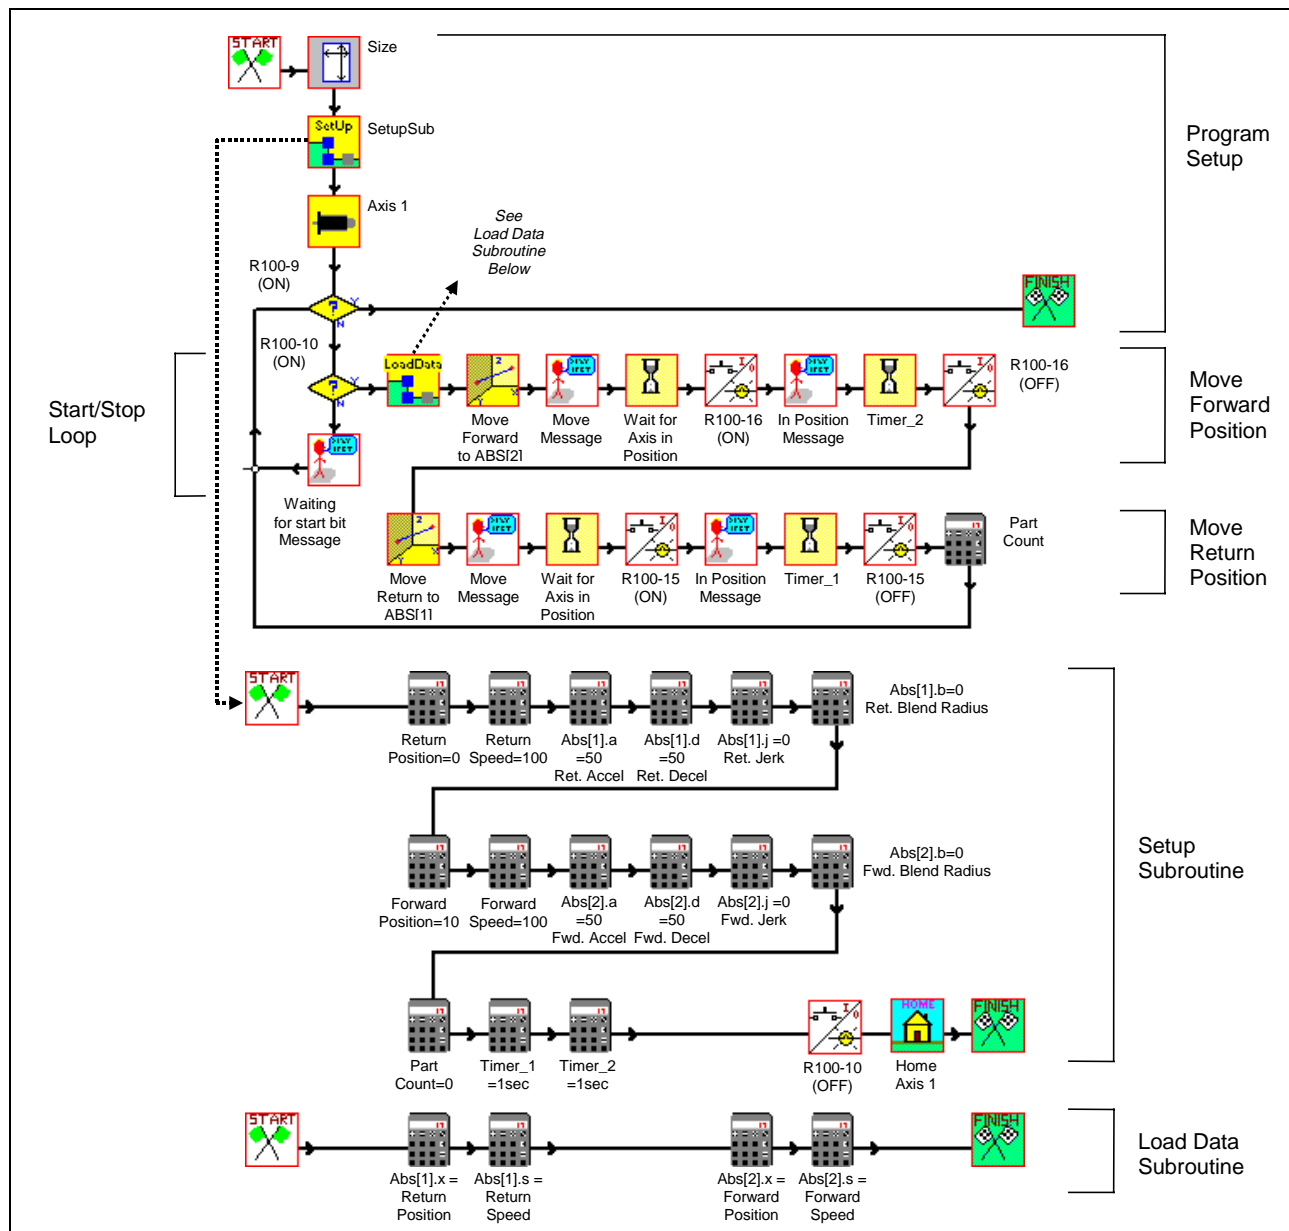 START
Size
SetUp
SetupSub
Program
Setup
Axis 1
See
Load Data
Subroutine
Below
R100-9
(ON)
?
Y
N
FINISH
R100-10
(ON)
?
Y
N
LoadData
R100-16
(OFF)
Start/Stop
Loop
Move
Forward
to ABS[2]
Move
Message
Wait for
Axis in
Position
R100-16
(ON)
In Position
Message
Timer_2
Move
Forward
Position
Waiting
for start bit
Message
Part
Count
Move
Return to
ABS[1]
Move
Message
Wait for
Axis in
Position
R100-15
(ON)
In Position
Message
Timer_1
R100-15
(OFF)
Move
Return
Position
START
Abs[1].b=0
Ret. Blend Radius
Return
Position=0
Return
Speed=100
Abs[1].a
=50
Ret. Accel
Abs[1].d
=50
Ret. Decel
Abs[1].j =0
Ret. Jerk
Abs[2].b=0
Fwd. Blend Radius
Setup
Subroutine
Forward
Position=10
Forward
Speed=100
Abs[2].a
=50
Fwd. Accel
Abs[2].d
=50
Fwd. Decel
Abs[2].j =0
Fwd. Jerk
HOME
FINISH
Part
Count=0
Timer_1
=1sec
Timer_2
=1sec
R100-10
(OFF)
Home
Axis 1
START
FINISH
Load Data
Subroutine
Abs[1].x =
Return
Position
Abs[1].s =
Return
Speed
Abs[2].x =
Forward
Position
Abs[2].s =
Forward
Speed